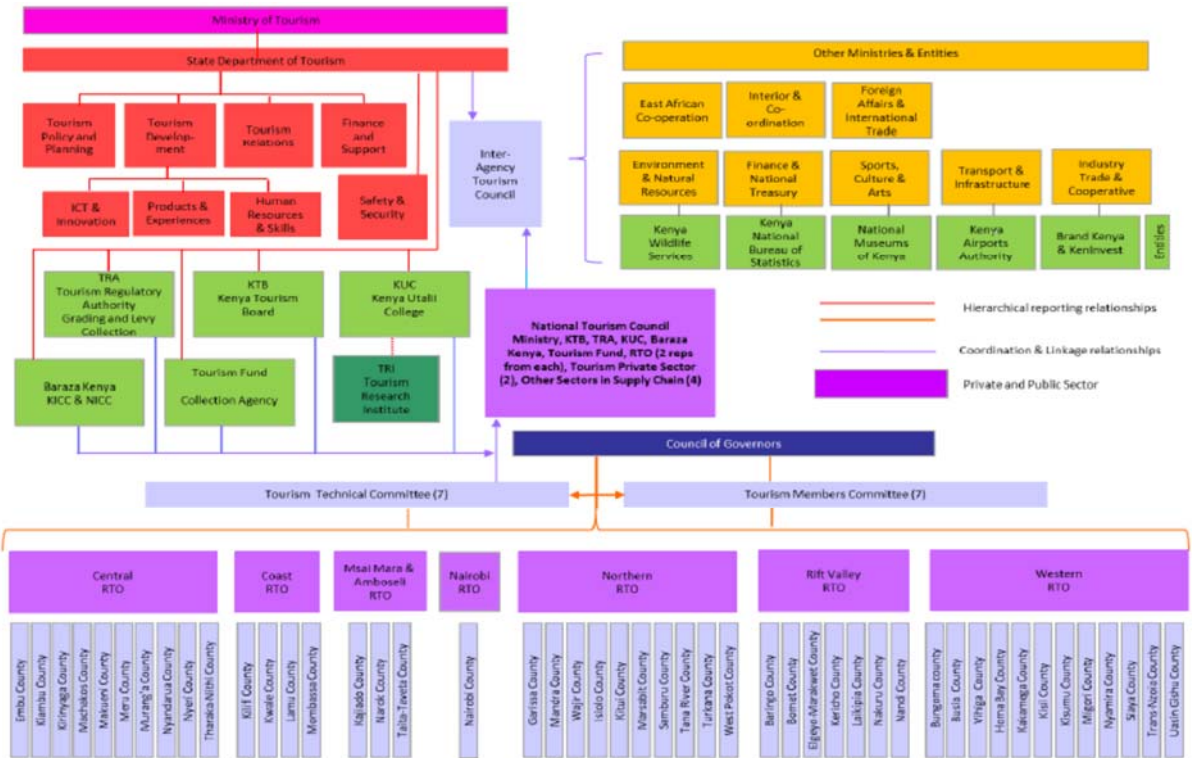 Ministry of Tourism
State Department of Tourism
Other Ministries & Entities
Tourism
Policy and
Planning
Tourism
Develop-
ment
Tourism
Relations
Finance
and
Support
ICT &
Innovation
Products &
Experiences
Human
Resources
& Skills
Safety &
Security
Inter-
Agency
Tourism
Council
East African
Co-operation
Interior &
Co-
ordination
Foreign
Affairs &
International
Trade
Environment
& Natural
Resources
Finance &
National
Treasury
Sports,
Culture &
Arts
Transport &
Infrastructure
Industry
Trade &
Cooperative
Kenya
Wildlife
Services
Kenya
National
Bureau of
Statistics
National
Museums
of Kenya
Kenya
Airports
Authority
Brand Kenya
& KenInvest
Entities
TRA
Tourism Regulatory
Authority
Grading and Levy
Collection
KTB
Kenya Tourism
Board
KUC
Kenya Utalii
College
Baraza Kenya
KICC & NICC
Tourism Fund
Collection Agency
TRI
Tourism
Research
Institute
National Tourism Council
Ministry, KTB, TRA, KUC, Baraza
Kenya, Tourism Fund, RTO (2 reps
from each), Tourism Private Sector
(2), Other Sectors in Supply Chain (4)
Hierarchical reporting relationships
Coordination & Linkage relationships
Private and Public Sector
Council of Governors
Tourism Technical Committee (7)
Tourism Members Committee (7)
Central
RTO
Coast
RTO
Msai Mara &
Amboseli
RTO
Nairobi
RTO
Northern
RTO
Rift Valley
RTO
Western
RTO
Embu County
Kiambu County
Kirinyaga County
Machakos County
Makueni County
Meru County
Murang'a County
Nyandarua County
Nyeri County
Tharaka-Nithi County
Kilifi County
Kwale County
Lamu County
Mombassa County
Kajiado County
Narok County
Taita-Taveta County
Nairobi County
Garissa County
Mandra County
Wajir County
Isiolo County
Kitui County
Marsabit County
Samburu County
Tana River County
Turkana County
West Pokot County
Baringo County
Bomet County
Elgeyo-Marakwet County
Kericho County
Laikipia County
Nakuru County
Nandi County
Bungoma county
Busia County
Vihiga County
Homa Bay County
Kakamega County
Kisii County
Kisumu County
Migori County
Nyamira County
Siaya County
Trans-Nzoia County
Uasin Gishu County